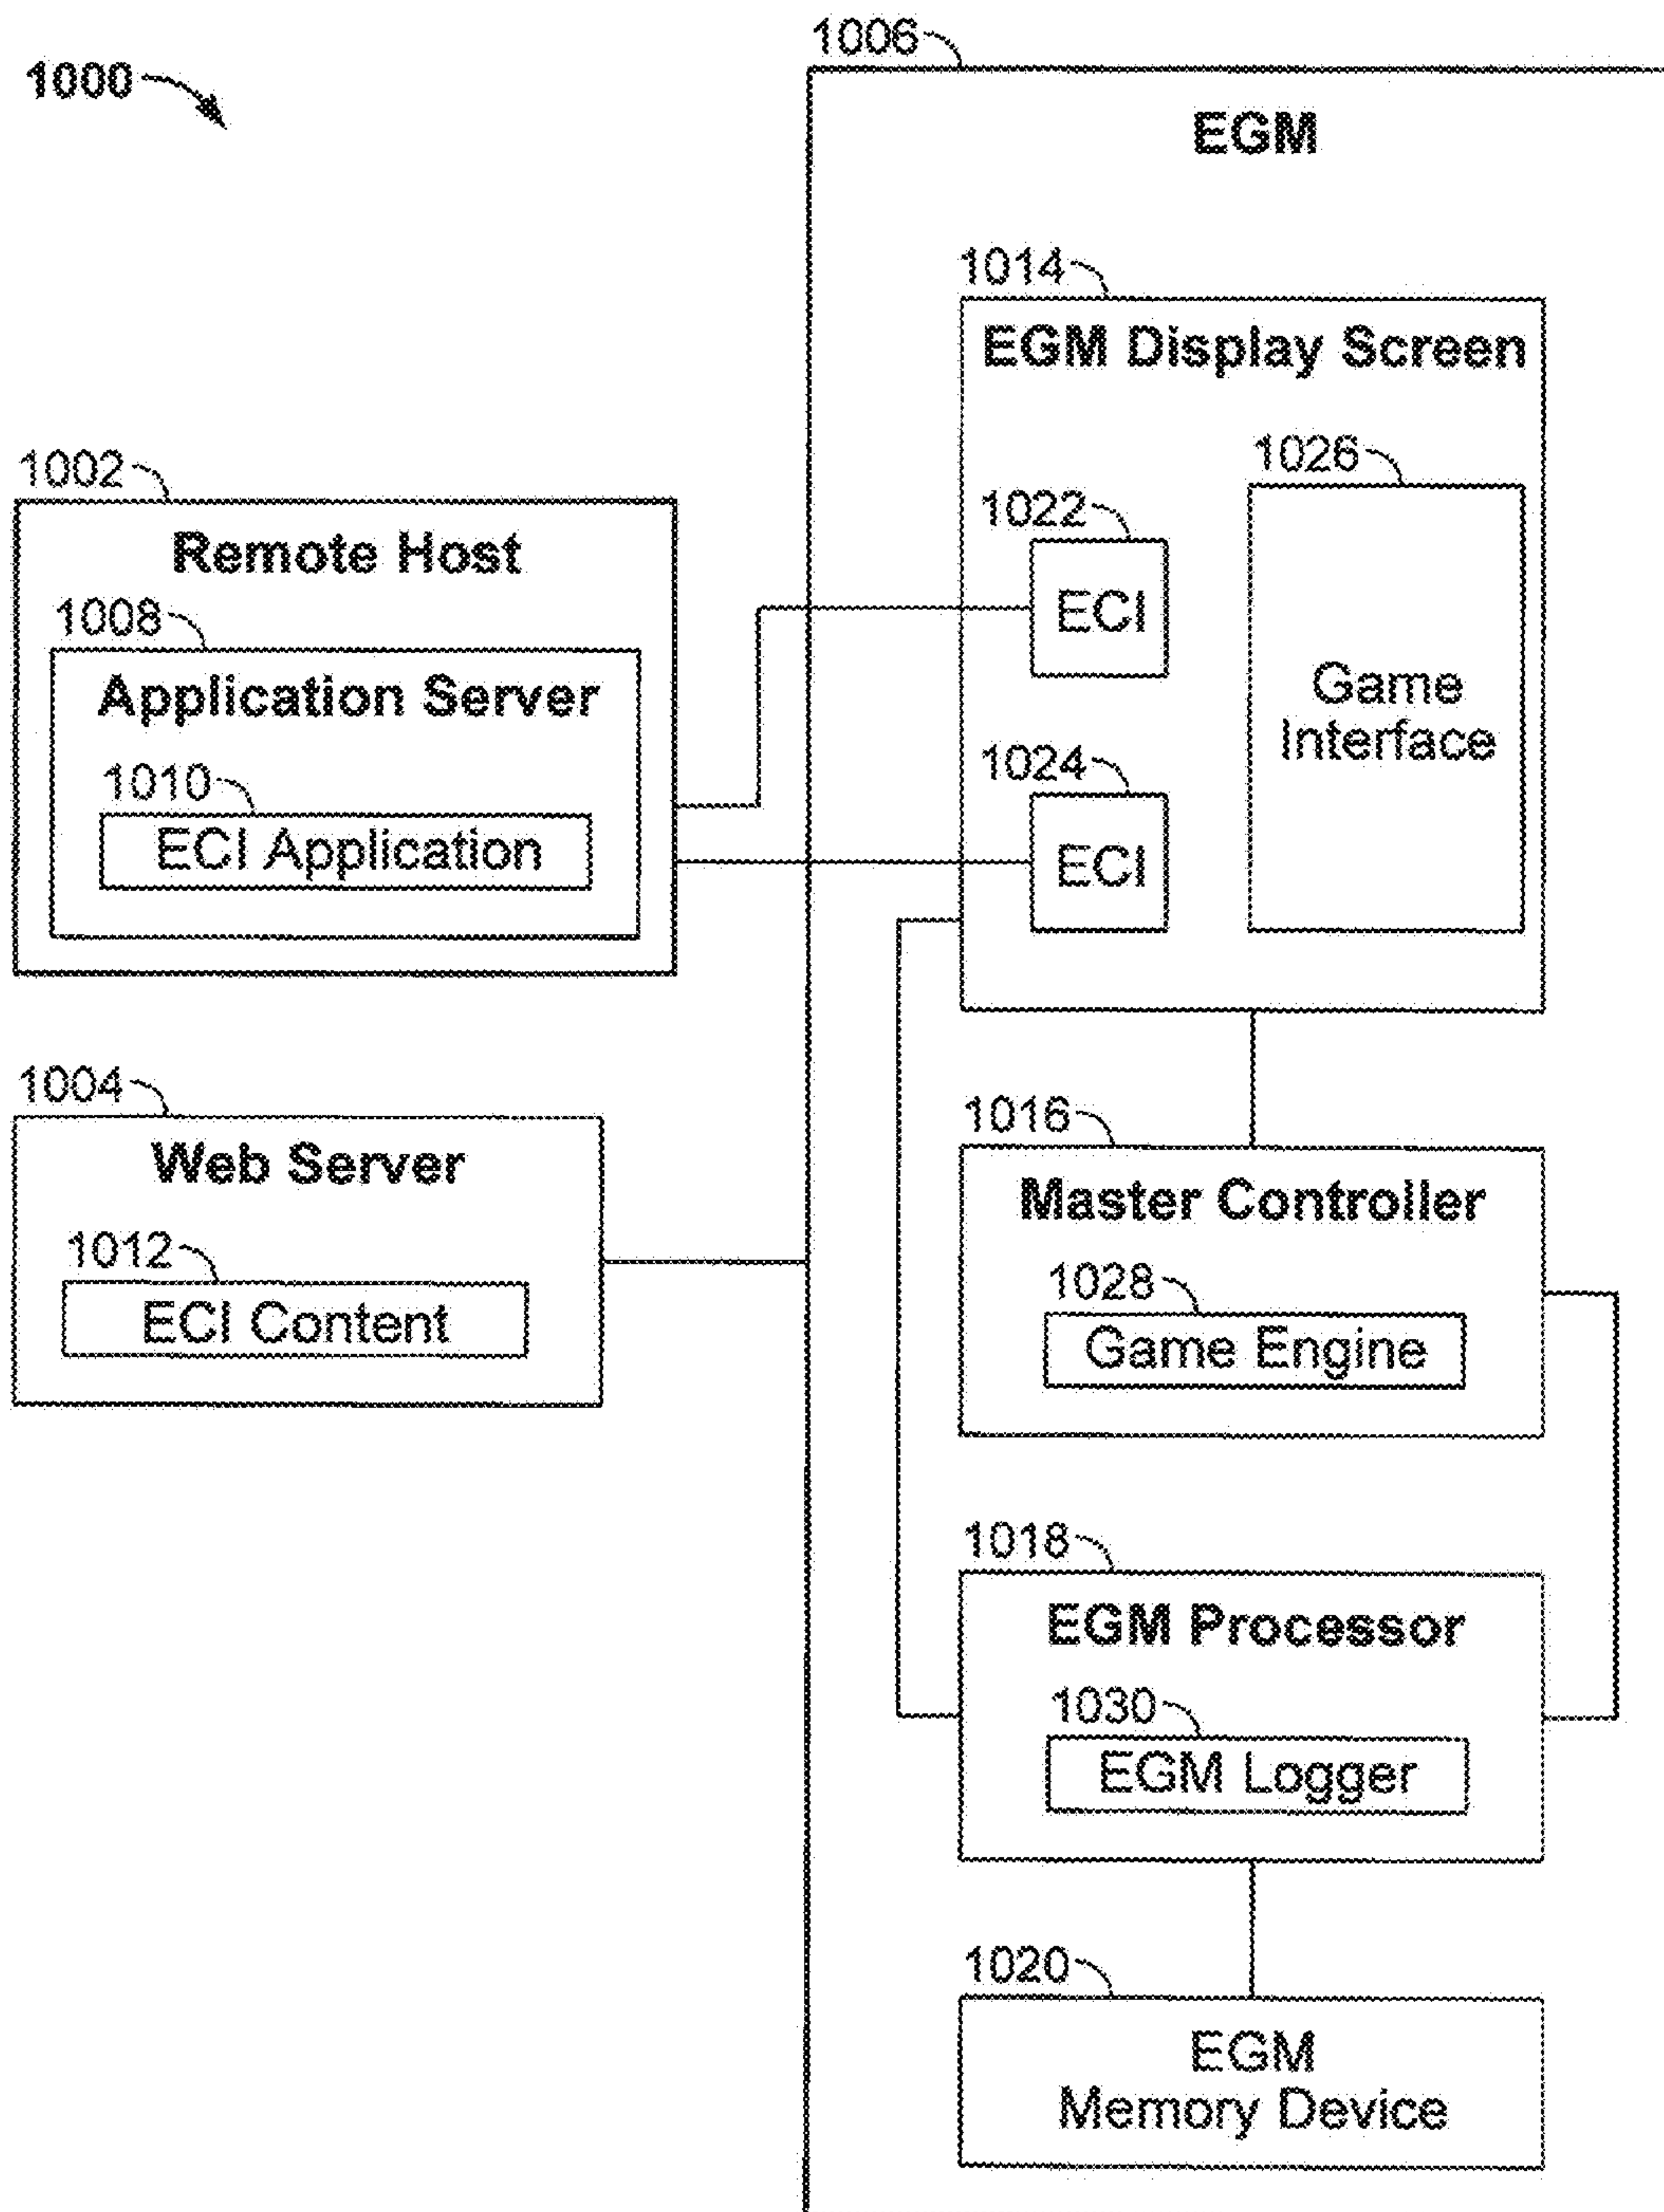 1000
1006
EGM
1014
EGM Display Screen
1026
1022
ECI
Game
Interface
1024
ECI
1002
Remote Host
1008
Application Server
1010
ECI Application
1004
Web Server
1012
ECI Content
1016
Master Controller
1028
Game Engine
1018
EGM Processor
1030
EGM Logger
1020
EGM
Memory Device